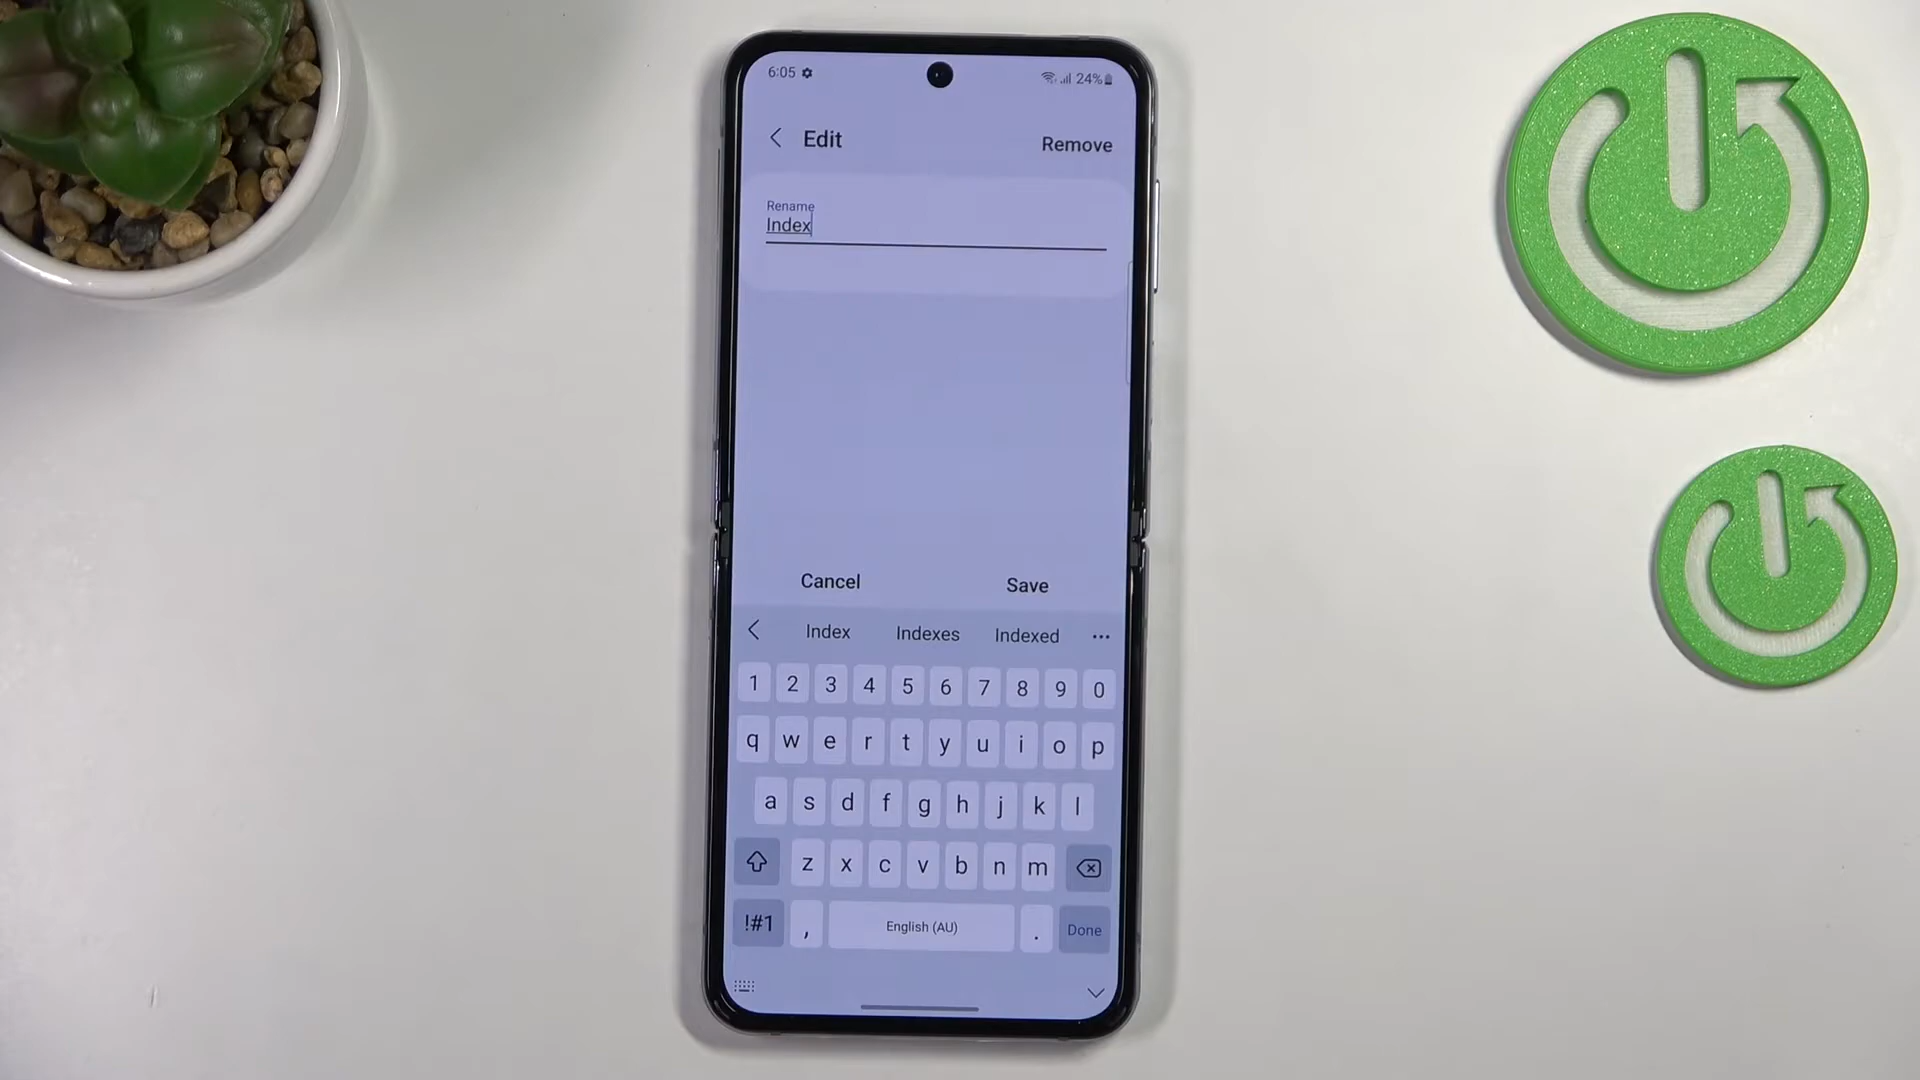 6:05 24%
Edit Remove
Rename
Index
Cancel Save
Index Indexes Indexed ...
1 2 3 4 5 6 7 8 9 0
q w e r t y u i o p
a s d f g h j k l
z x c v b n m
!#1 , English (AU) . Done